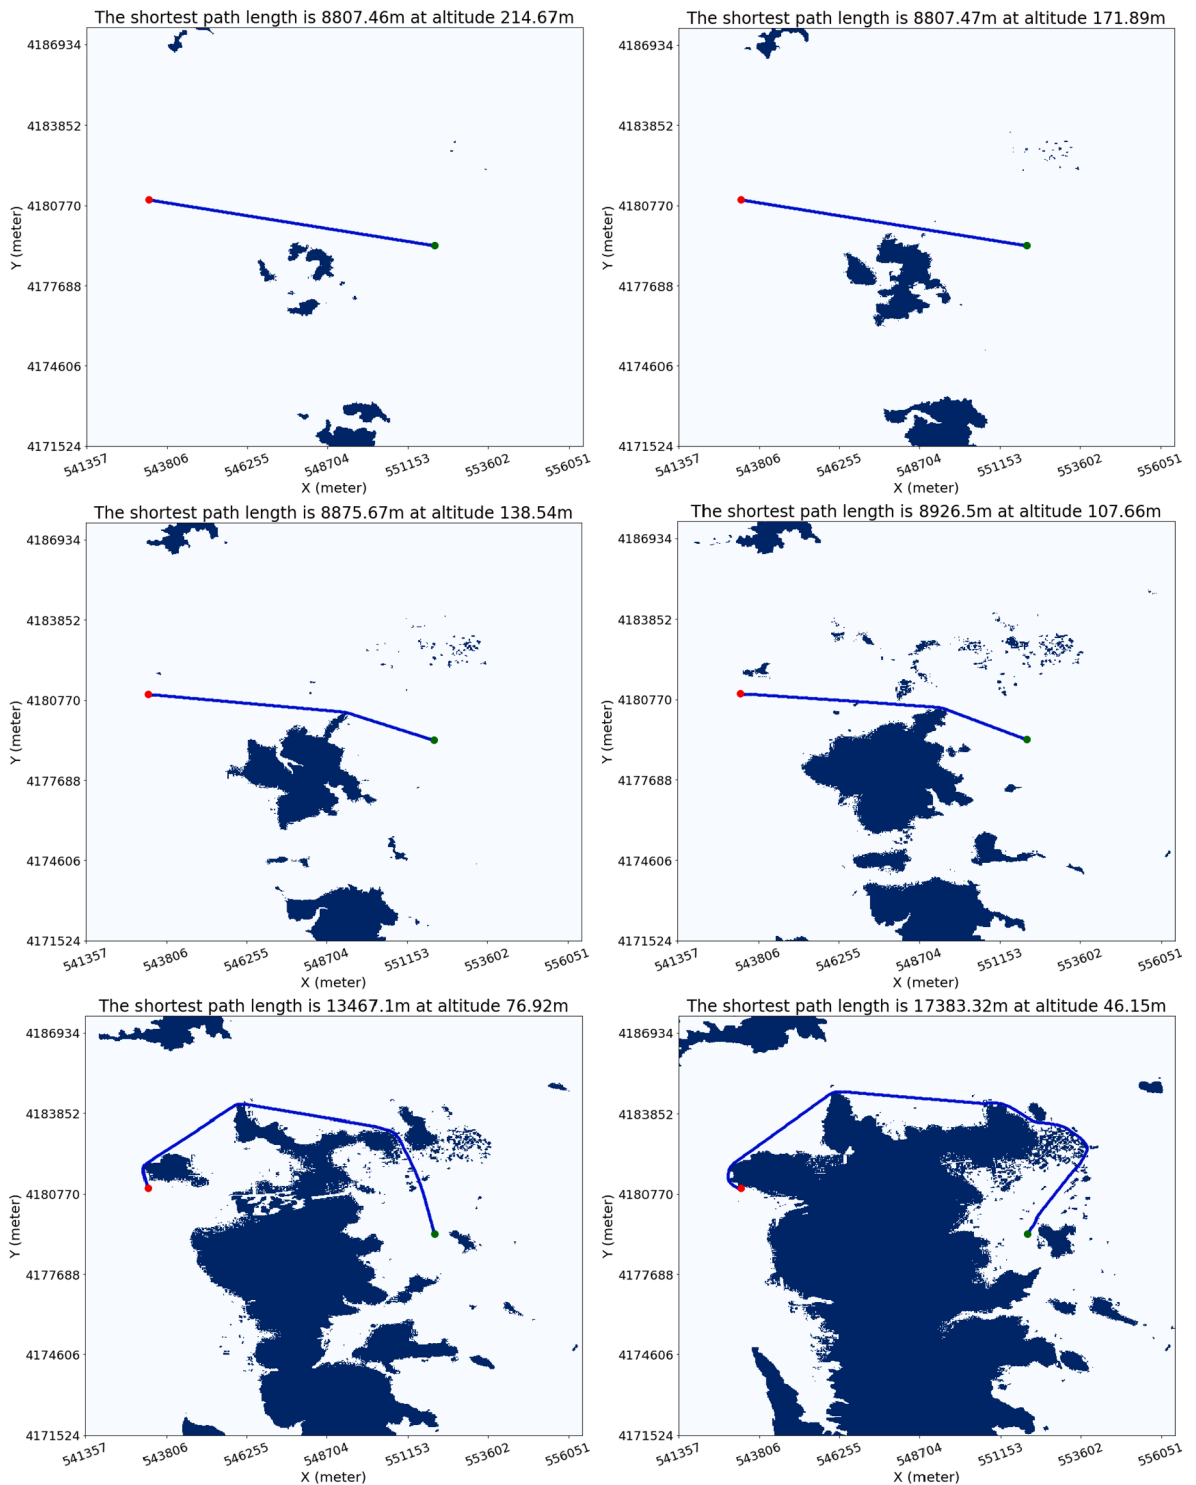 The shortest path length is 8807.46m at altitude 214.67m
4186934
4183852
4180770
4177688
4174606
4171524
Y (meter)
541357 543806 546255 548704 551153 553602 556051
X (meter)
The shortest path length is 8807.47m at altitude 171.89m
4186934
4183852
4180770
4177688
4174606
4171524
Y (meter)
541357 543806 546255 548704 551153 553602 556051
X (meter)
The shortest path length is 8875.67m at altitude 138.54m
4186934
4183852
4180770
4177688
4174606
4171524
Y (meter)
541357 543806 546255 548704 551153 553602 556051
X (meter)
The shortest path length is 8926.5m at altitude 107.66m
4186934
4183852
4180770
4177688
4174606
4171524
Y (meter)
541357 543806 546255 548704 551153 553602 556051
X (meter)
The shortest path length is 13467.1m at altitude 76.92m
4186934
4183852
4180770
4177688
4174606
4171524
Y (meter)
541357 543806 546255 548704 551153 553602 556051
X (meter)
The shortest path length is 17383.32m at altitude 46.15m
4186934
4183852
4180770
4177688
4174606
4171524
Y (meter)
541357 543806 546255 548704 551153 553602 556051
X (meter)